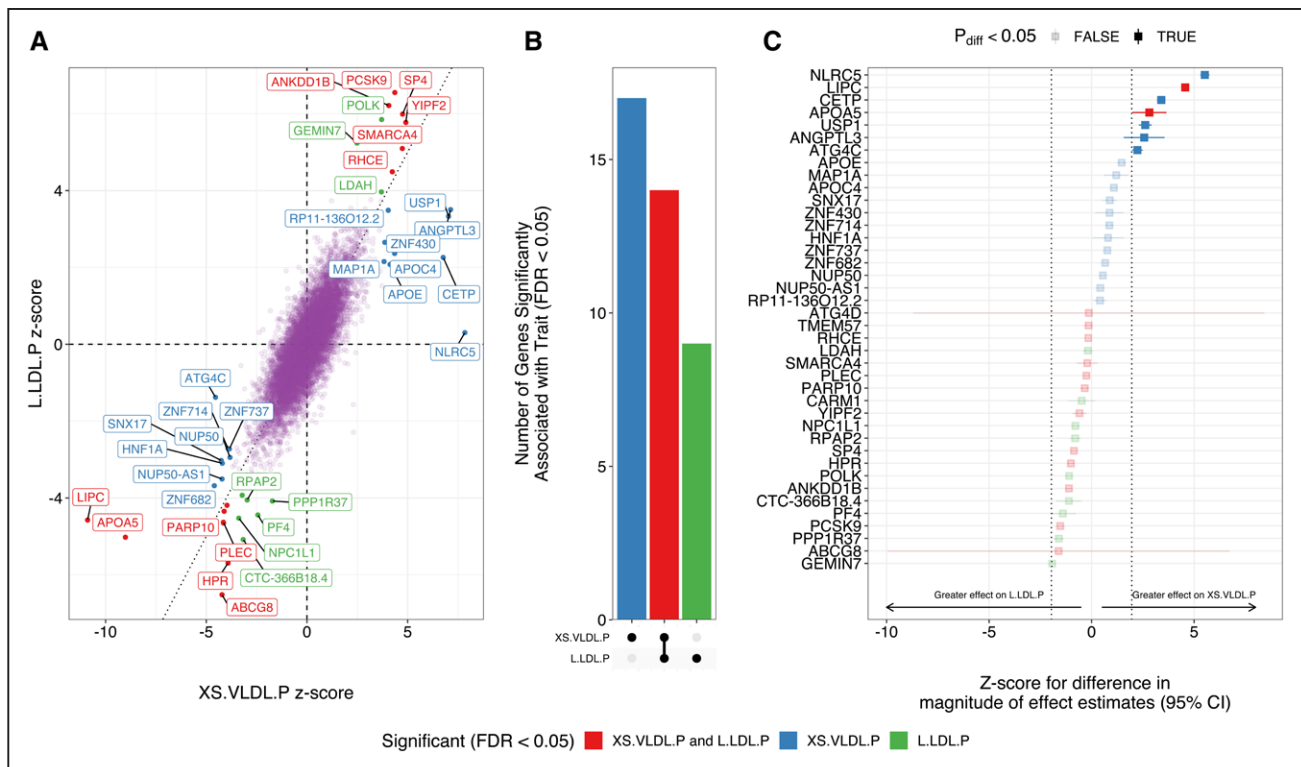 A
L.LDL.P z-score
4
0
-4
ANKDD1B
PCSK9
SP4
POLK
YIPF2
GEMIN7
SMARCA4
RHCE
LDAH
RP11-136O12.2
USP1
ANGPTL3
ZNF430
MAP1A
APOC4
APOE
CETP
NLRC5
ATG4C
ZNF714
ZNF737
SNX17
NUP50
HNF1A
NUP50-AS1
RPAP2
LIPC
ZNF682
PPP1R37
APOA5
PARP10
PF4
PLEC
NPC1L1
HPR
CTC-366B18.4
ABCG8
-10
-5
0
5
XS.VLDL.P z-score
B
Number of Genes Significantly
Associated with Trait (FDR < 0.05)
15
10
5
0
XS.VLDL.P
L.LDL.P
C
Pdiff < 0.05 FALSE TRUE
NLRC5
LIPC
CETP
APOA5
USP1
ANGPTL3
ATG4C
APOE
MAP1A
APOC4
SNX17
ZNF430
ZNF714
HNF1A
ZNF737
ZNF682
NUP50
NUP50-AS1
RP11-136O12.2
ATG4D
TMEM57
RHCE
LDAH
SMARCA4
PLEC
PARP10
CARM1
YIPF2
NPC1L1
RPAP2
SP4
HPR
POLK
ANKDD1B
CTC-366B18.4
PF4
PCSK9
PPP1R37
ABCG8
GEMIN7
Greater effect on L.LDL.P
Greater effect on XS.VLDL.P
-10
-5
0
5
Z-score for difference in
magnitude of effect estimates (95% CI)
Significant (FDR < 0.05) XS.VLDL.P and L.LDL.P XS.VLDL.P L.LDL.P